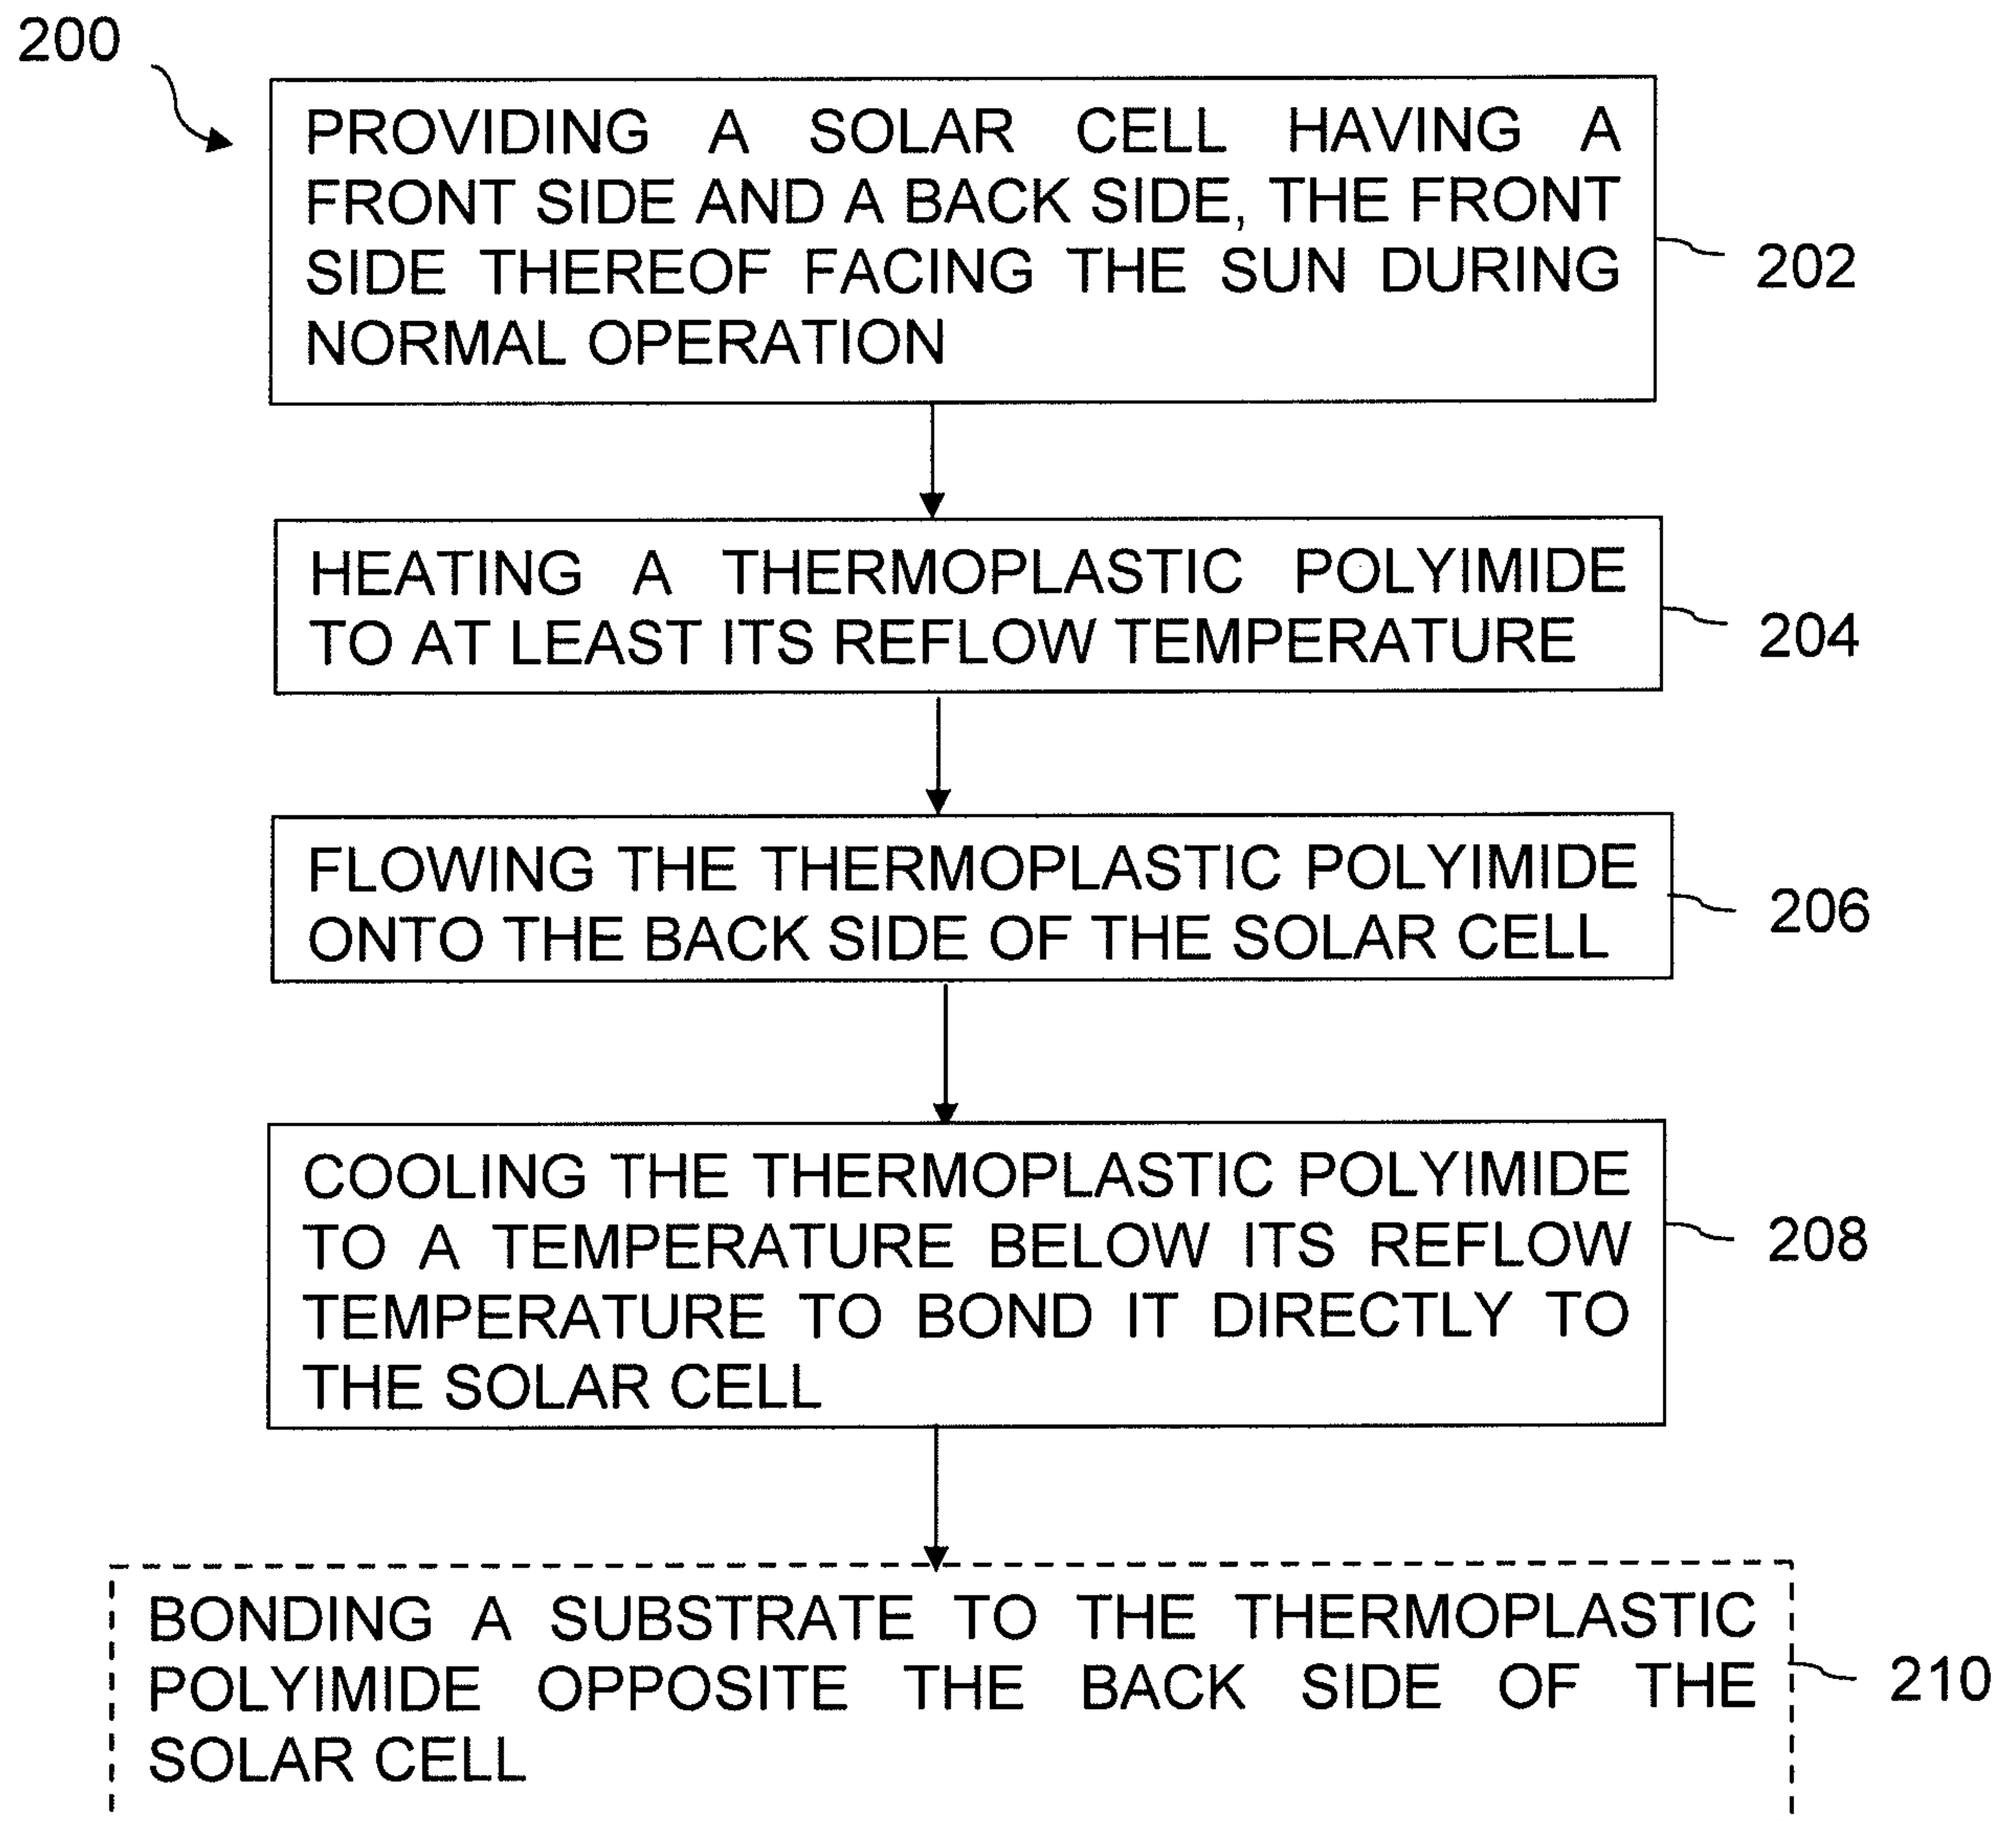 200
PROVIDING A SOLAR CELL HAVING A
FRONT SIDE AND A BACK SIDE, THE FRONT
SIDE THEREOF FACING THE SUN DURING
NORMAL OPERATION
202
HEATING A THERMOPLASTIC POLYIMIDE
TO AT LEAST ITS REFLOW TEMPERATURE
204
FLOWING THE THERMOPLASTIC POLYIMIDE
ONTO THE BACK SIDE OF THE SOLAR CELL
206
COOLING THE THERMOPLASTIC POLYIMIDE
TO A TEMPERATURE BELOW ITS REFLOW
TEMPERATURE TO BOND IT DIRECTLY TO
THE SOLAR CELL
208
BONDING A SUBSTRATE TO THE THERMOPLASTIC
POLYIMIDE OPPOSITE THE BACK SIDE OF THE
SOLAR CELL
210